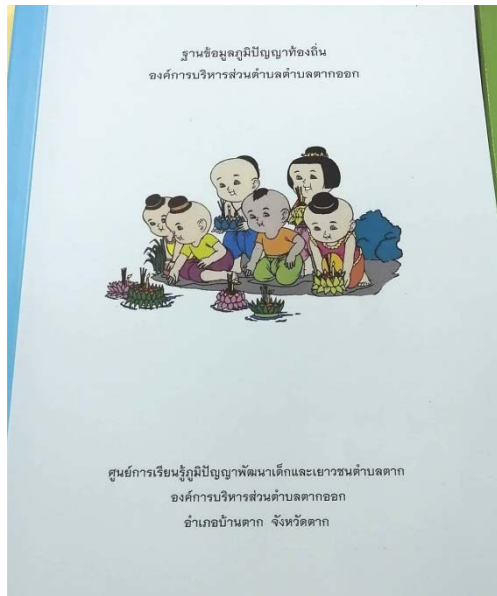 ฐานข้อมูลภูมิปัญญาท้องถิ่น
องค์การบริหารส่วนตำบลตำบลตากออก
ศูนย์การเรียนรู้ภูมิปัญญาพัฒนาเด็กและเยาวชนตำบลตาก
องค์การบริหารส่วนตำบลตากออก
อำเภอบ้านตาก จังหวัดตาก